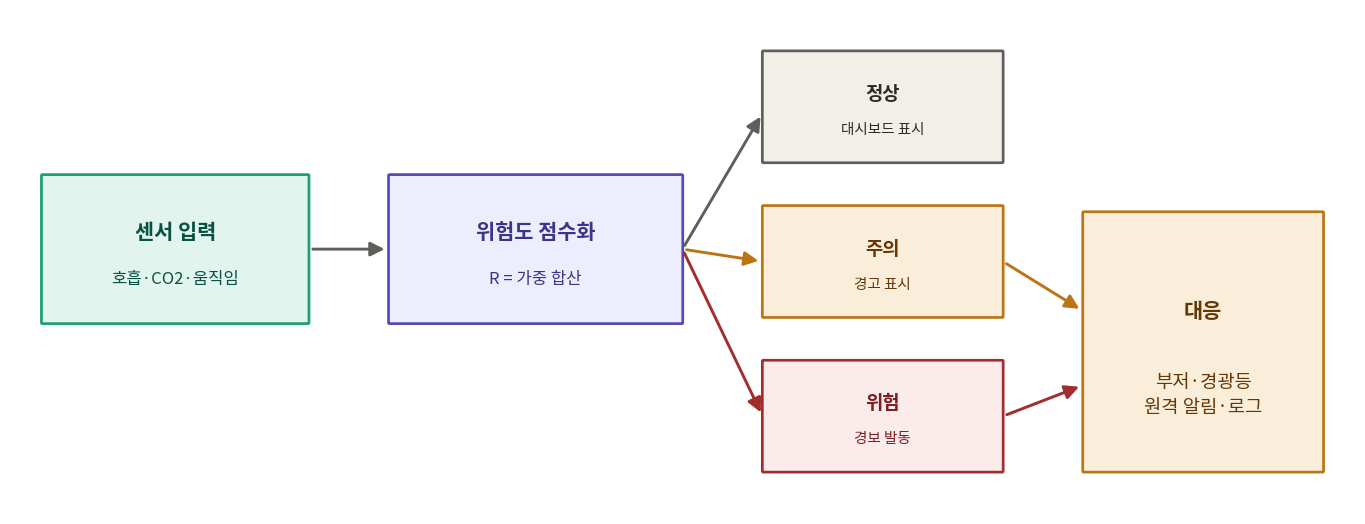 센서 입력
호흡·CO2·움직임
위험도 점수화
R = 가중 합산
정상
대시보드 표시
주의
경고 표시
위험
경보 발동
대응
부저·경광등
원격 알림·로그